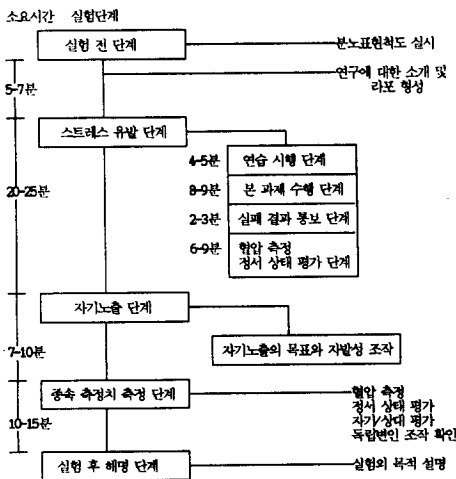 소요시간 실험단계
실험 전 단계
분노표현척도 실시
연구에 대한 소개 및
라포 형성
5-7분
스트레스 유발 단계
4-5분 연습 시행 단계
8-9분 본 과제 수행 단계
2-3분 실패 결과 통보 단계
6-9분 혈압 측정
정서 상태 평가 단계
20-25분
자기노출 단계
자기노출의 목표와 자발성 조작
7-10분
종속 측정치 측정 단계
혈압 측정
정서 상태 평가
자기/상대 평가
독립변인 조작 확인
10-15분
실험 후 해명 단계
실험의 목적 설명